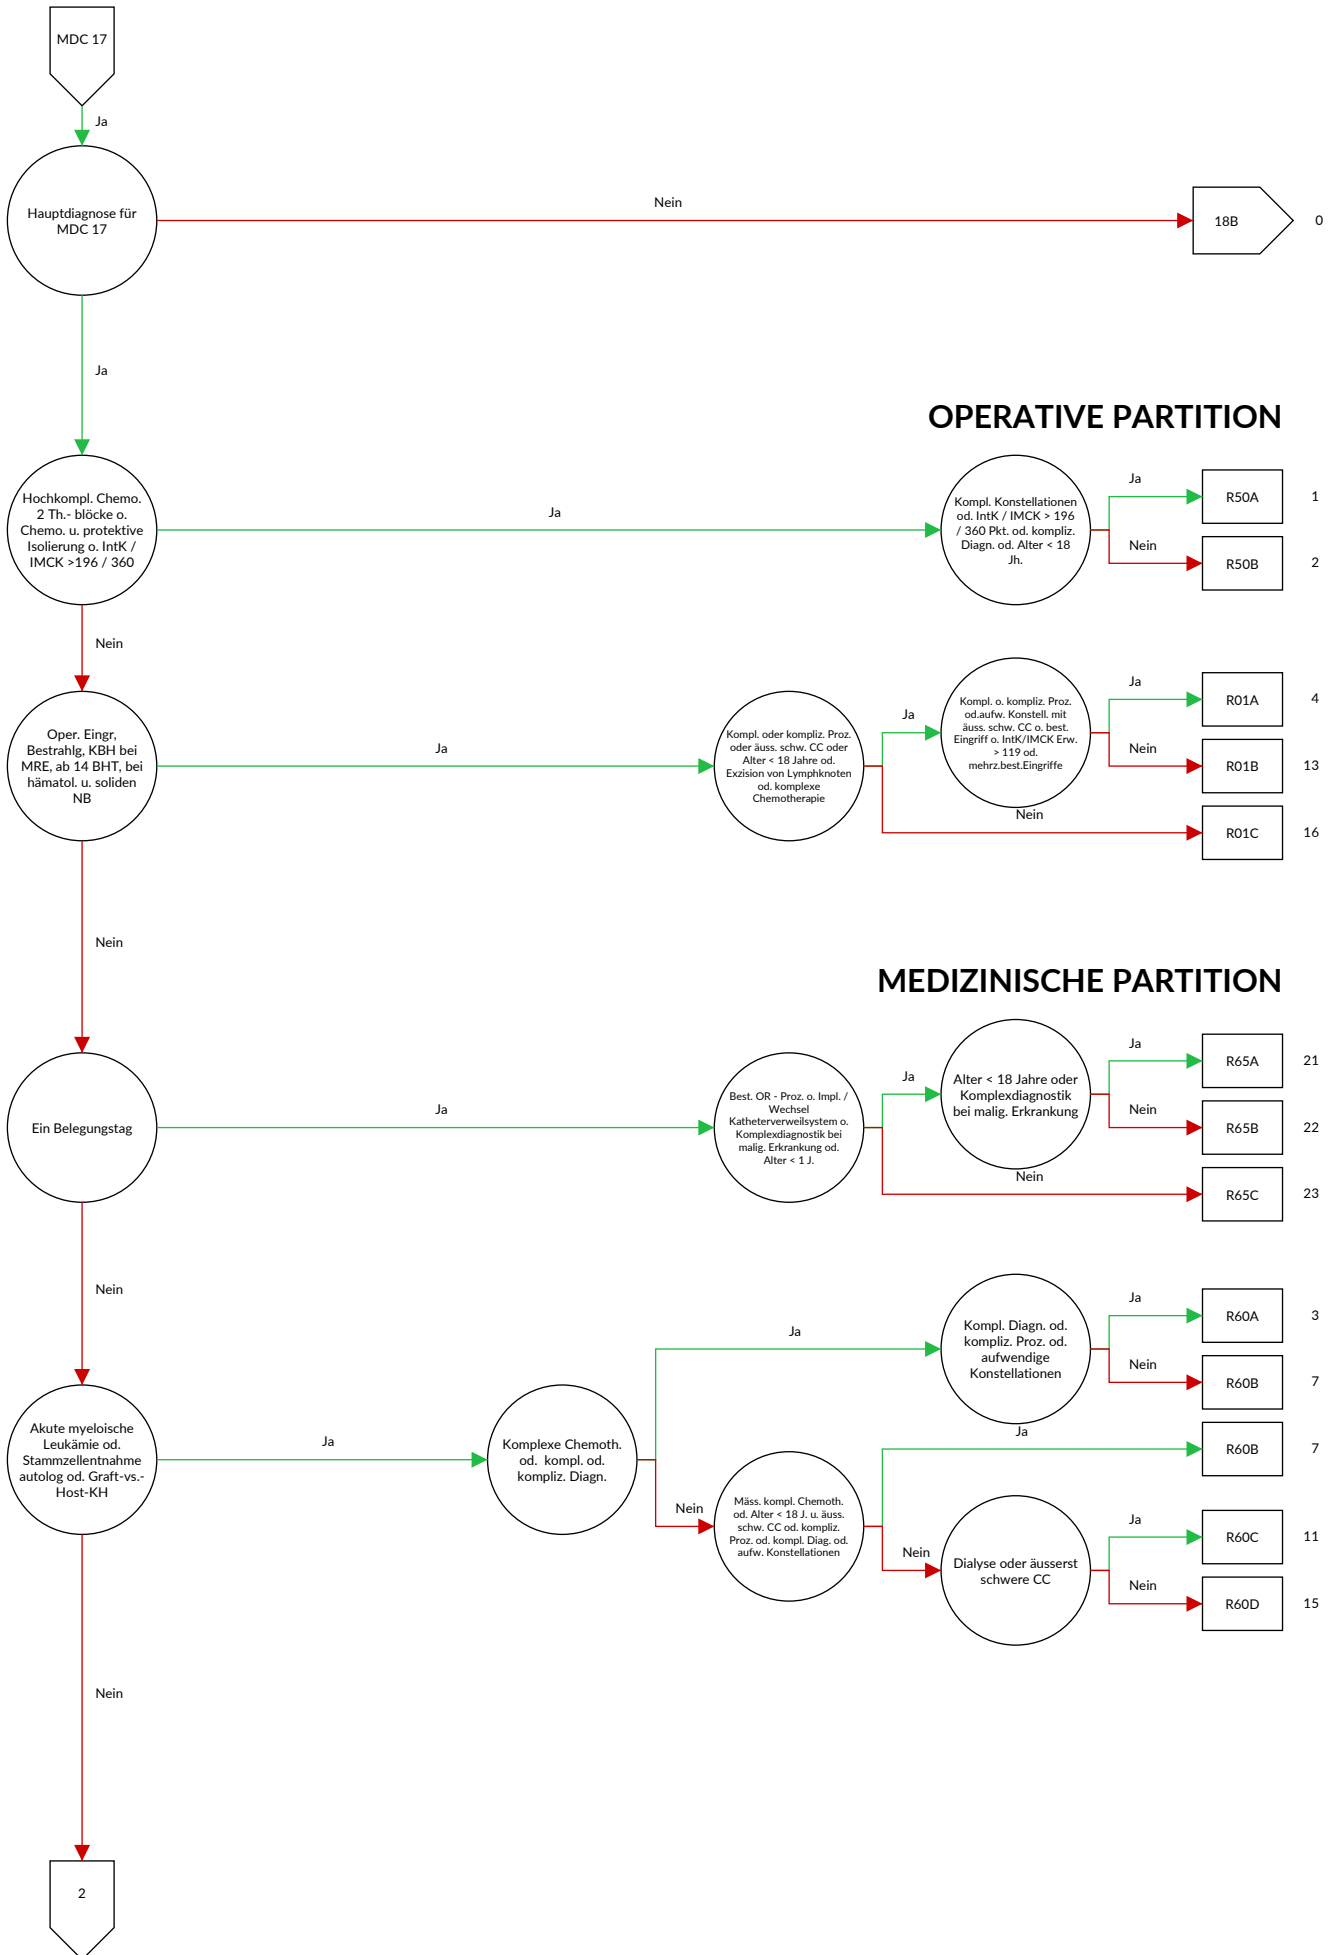 MDC 17
Ja
Hauptdiagnose für
MDC 17
Nein
18B
0
Ja
OPERATIVE PARTITION
Hochkompl. Chemo.
2 Th.- blöcke o.
Chemo. u. protektive
Isolierung o. IntK /
IMCK >196 / 360
Ja
Kompl. Konstellationen
od. IntK / IMCK > 196
/ 360 Pkt. od. kompliz.
Diagn. od. Alter < 18
Jh.
Ja
R50A
1
Nein
R50B
2
Nein
Oper. Eingr,
Bestrahlg, KBH bei
MRE, ab 14 BHT, bei
hämatol. u. soliden
NB
Ja
Kompl. oder kompliz. Proz.
oder äuss. schw. CC oder
Alter < 18 Jahre od.
Exzision von Lymphknoten
od. komplexe
Chemotherapie
Ja
Kompl. o. kompliz. Proz.
od.aufw. Konstell. mit
äuss. schw. CC o. best.
Eingriff o. IntK/IMCK Erw.
> 119 od.
mehrz.best.Eingriffe
Ja
R01A
4
Nein
R01B
13
Nein
R01C
16
Nein
MEDIZINISCHE PARTITION
Ein Belegungstag
Ja
Best. OR - Proz. o. Impl. /
Wechsel
Katheterverweilsystem o.
Komplexdiagnostik bei
malig. Erkrankung od.
Alter < 1 J.
Ja
Alter < 18 Jahre oder
Komplexdiagnostik
bei malig. Erkrankung
Ja
R65A
21
Nein
R65B
22
Nein
R65C
23
Nein
Akute myeloische
Leukämie od.
Stammzellentnahme
autolog od. Graft-vs.-
Host-KH
Ja
Komplexe Chemoth.
od.  kompl. od.
kompliz. Diagn.
Ja
Kompl. Diagn. od.
kompliz. Proz. od.
aufwendige
Konstellationen
Ja
R60A
3
Nein
R60B
7
Nein
Mäss. kompl. Chemoth.
od. Alter < 18 J. u. äuss.
schw. CC od. kompliz.
Proz. od. kompl. Diag. od.
aufw. Konstellationen
Ja
R60B
7
Nein
Dialyse oder äusserst
schwere CC
Ja
R60C
11
Nein
R60D
15
Nein
2